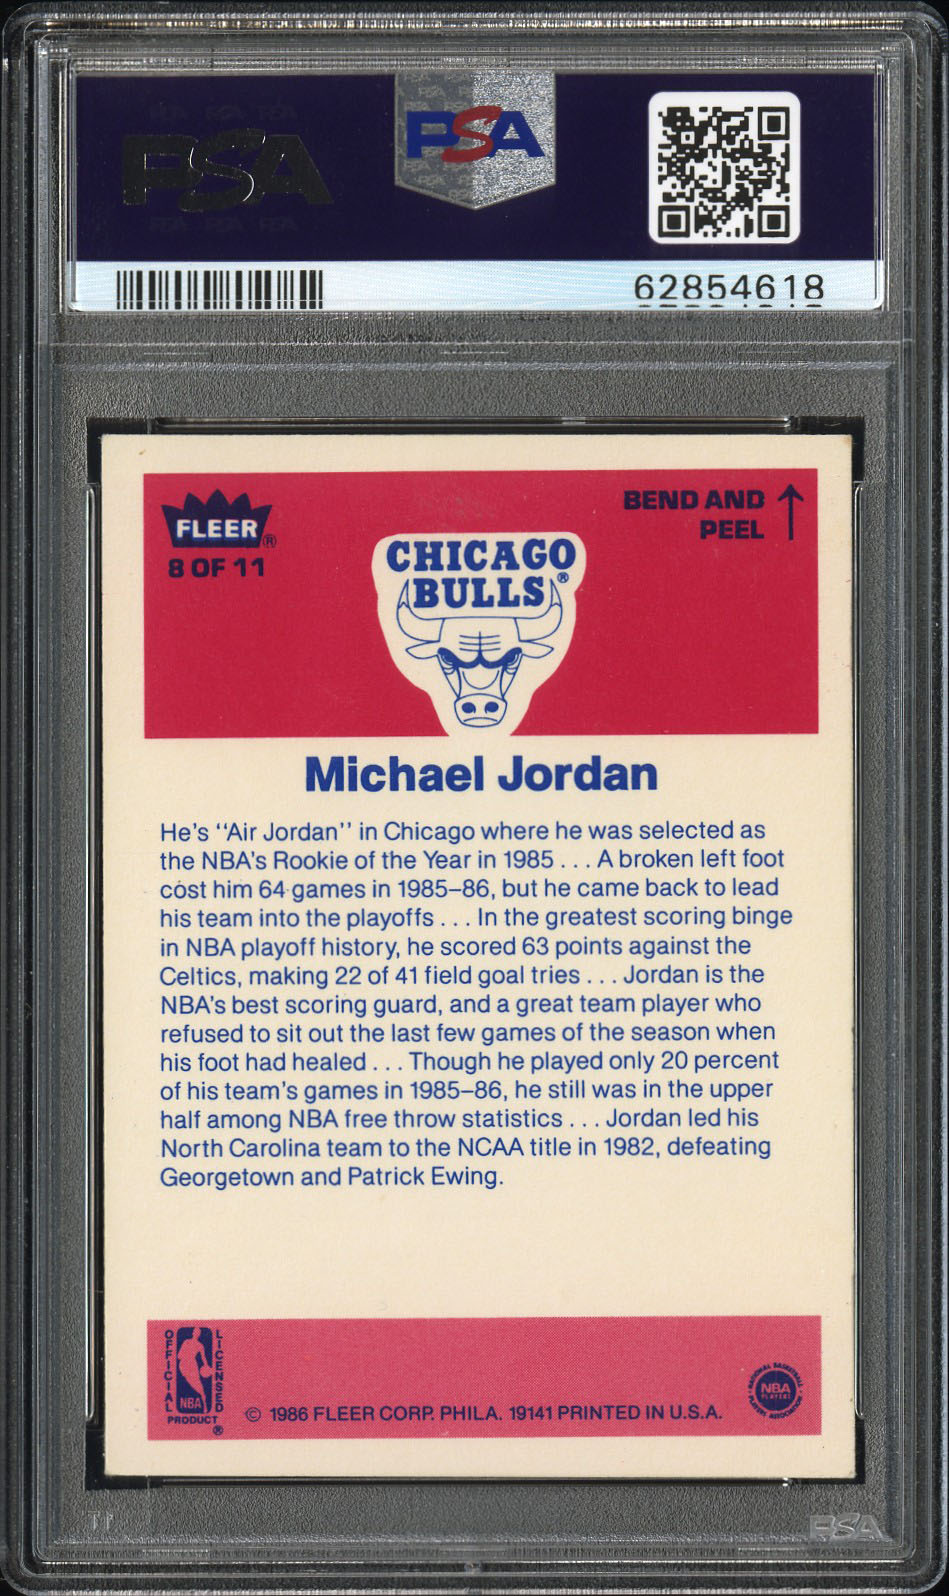 PSA
PSA
62854618
FLEER®
8 OF 11
BEND AND
PEEL
CHICAGO
BULLS®
Michael Jordan
He's "Air Jordan" in Chicago where he was selected as
the NBA's Rookie of the Year in 1985 . . . A broken left foot
cost him 64 games in 1985–86, but he came back to lead
his team into the playoffs . . . In the greatest scoring binge
in NBA playoff history, he scored 63 points against the
Celtics, making 22 of 41 field goal tries . . . Jordan is the
NBA's best scoring guard, and a great team player who
refused to sit out the last few games of the season when
his foot had healed . . . Though he played only 20 percent
of his team's games in 1985–86, he still was in the upper
half among NBA free throw statistics . . . Jordan led his
North Carolina team to the NCAA title in 1982, defeating
Georgetown and Patrick Ewing.
OFFICIAL
LICENSED
NBA
PRODUCT
®
© 1986 FLEER CORP. PHILA. 19141 PRINTED IN U.S.A.
NATIONAL BASKETBALL
NBA
PLAYERS
PLAYERS ASSOCIATION
PSA